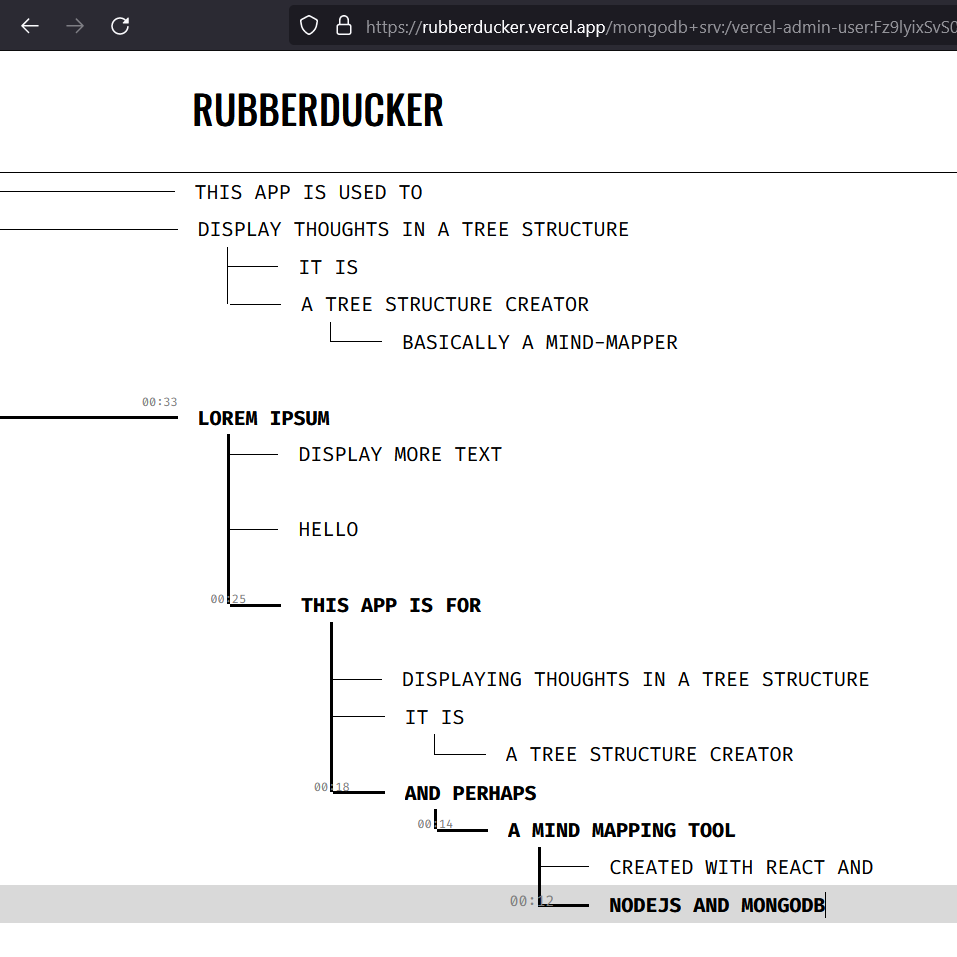 https://rubberducker.vercel.app/mongodb+srv:/vercel-admin-user:
RUBBERDUCKER
THIS APP IS USED TO
DISPLAY THOUGHTS IN A TREE STRUCTURE
IT IS
A TREE STRUCTURE CREATOR
BASICALLY A MIND-MAPPER
00:33
LOREM IPSUM
DISPLAY MORE TEXT
HELLO
00:25
THIS APP IS FOR
DISPLAYING THOUGHTS IN A TREE STRUCTURE
IT IS
A TREE STRUCTURE CREATOR
00:18
AND PERHAPS
00:14
A MIND MAPPING TOOL
CREATED WITH REACT AND
00:12
NODEJS AND MONGODB